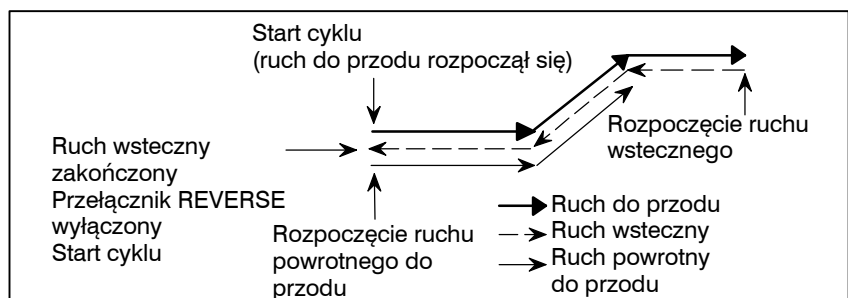 Start cyklu
(ruch do przodu rozpoczął się)
Rozpoczęcie ruchu
wstecznego
Ruch wsteczny
zakończony
Przełącznik REVERSE
wyłączony
Start cyklu
Rozpoczęcie ruchu
powrotnego do
przodu
Ruch do przodu
Ruch wsteczny
Ruch powrotny
do przodu